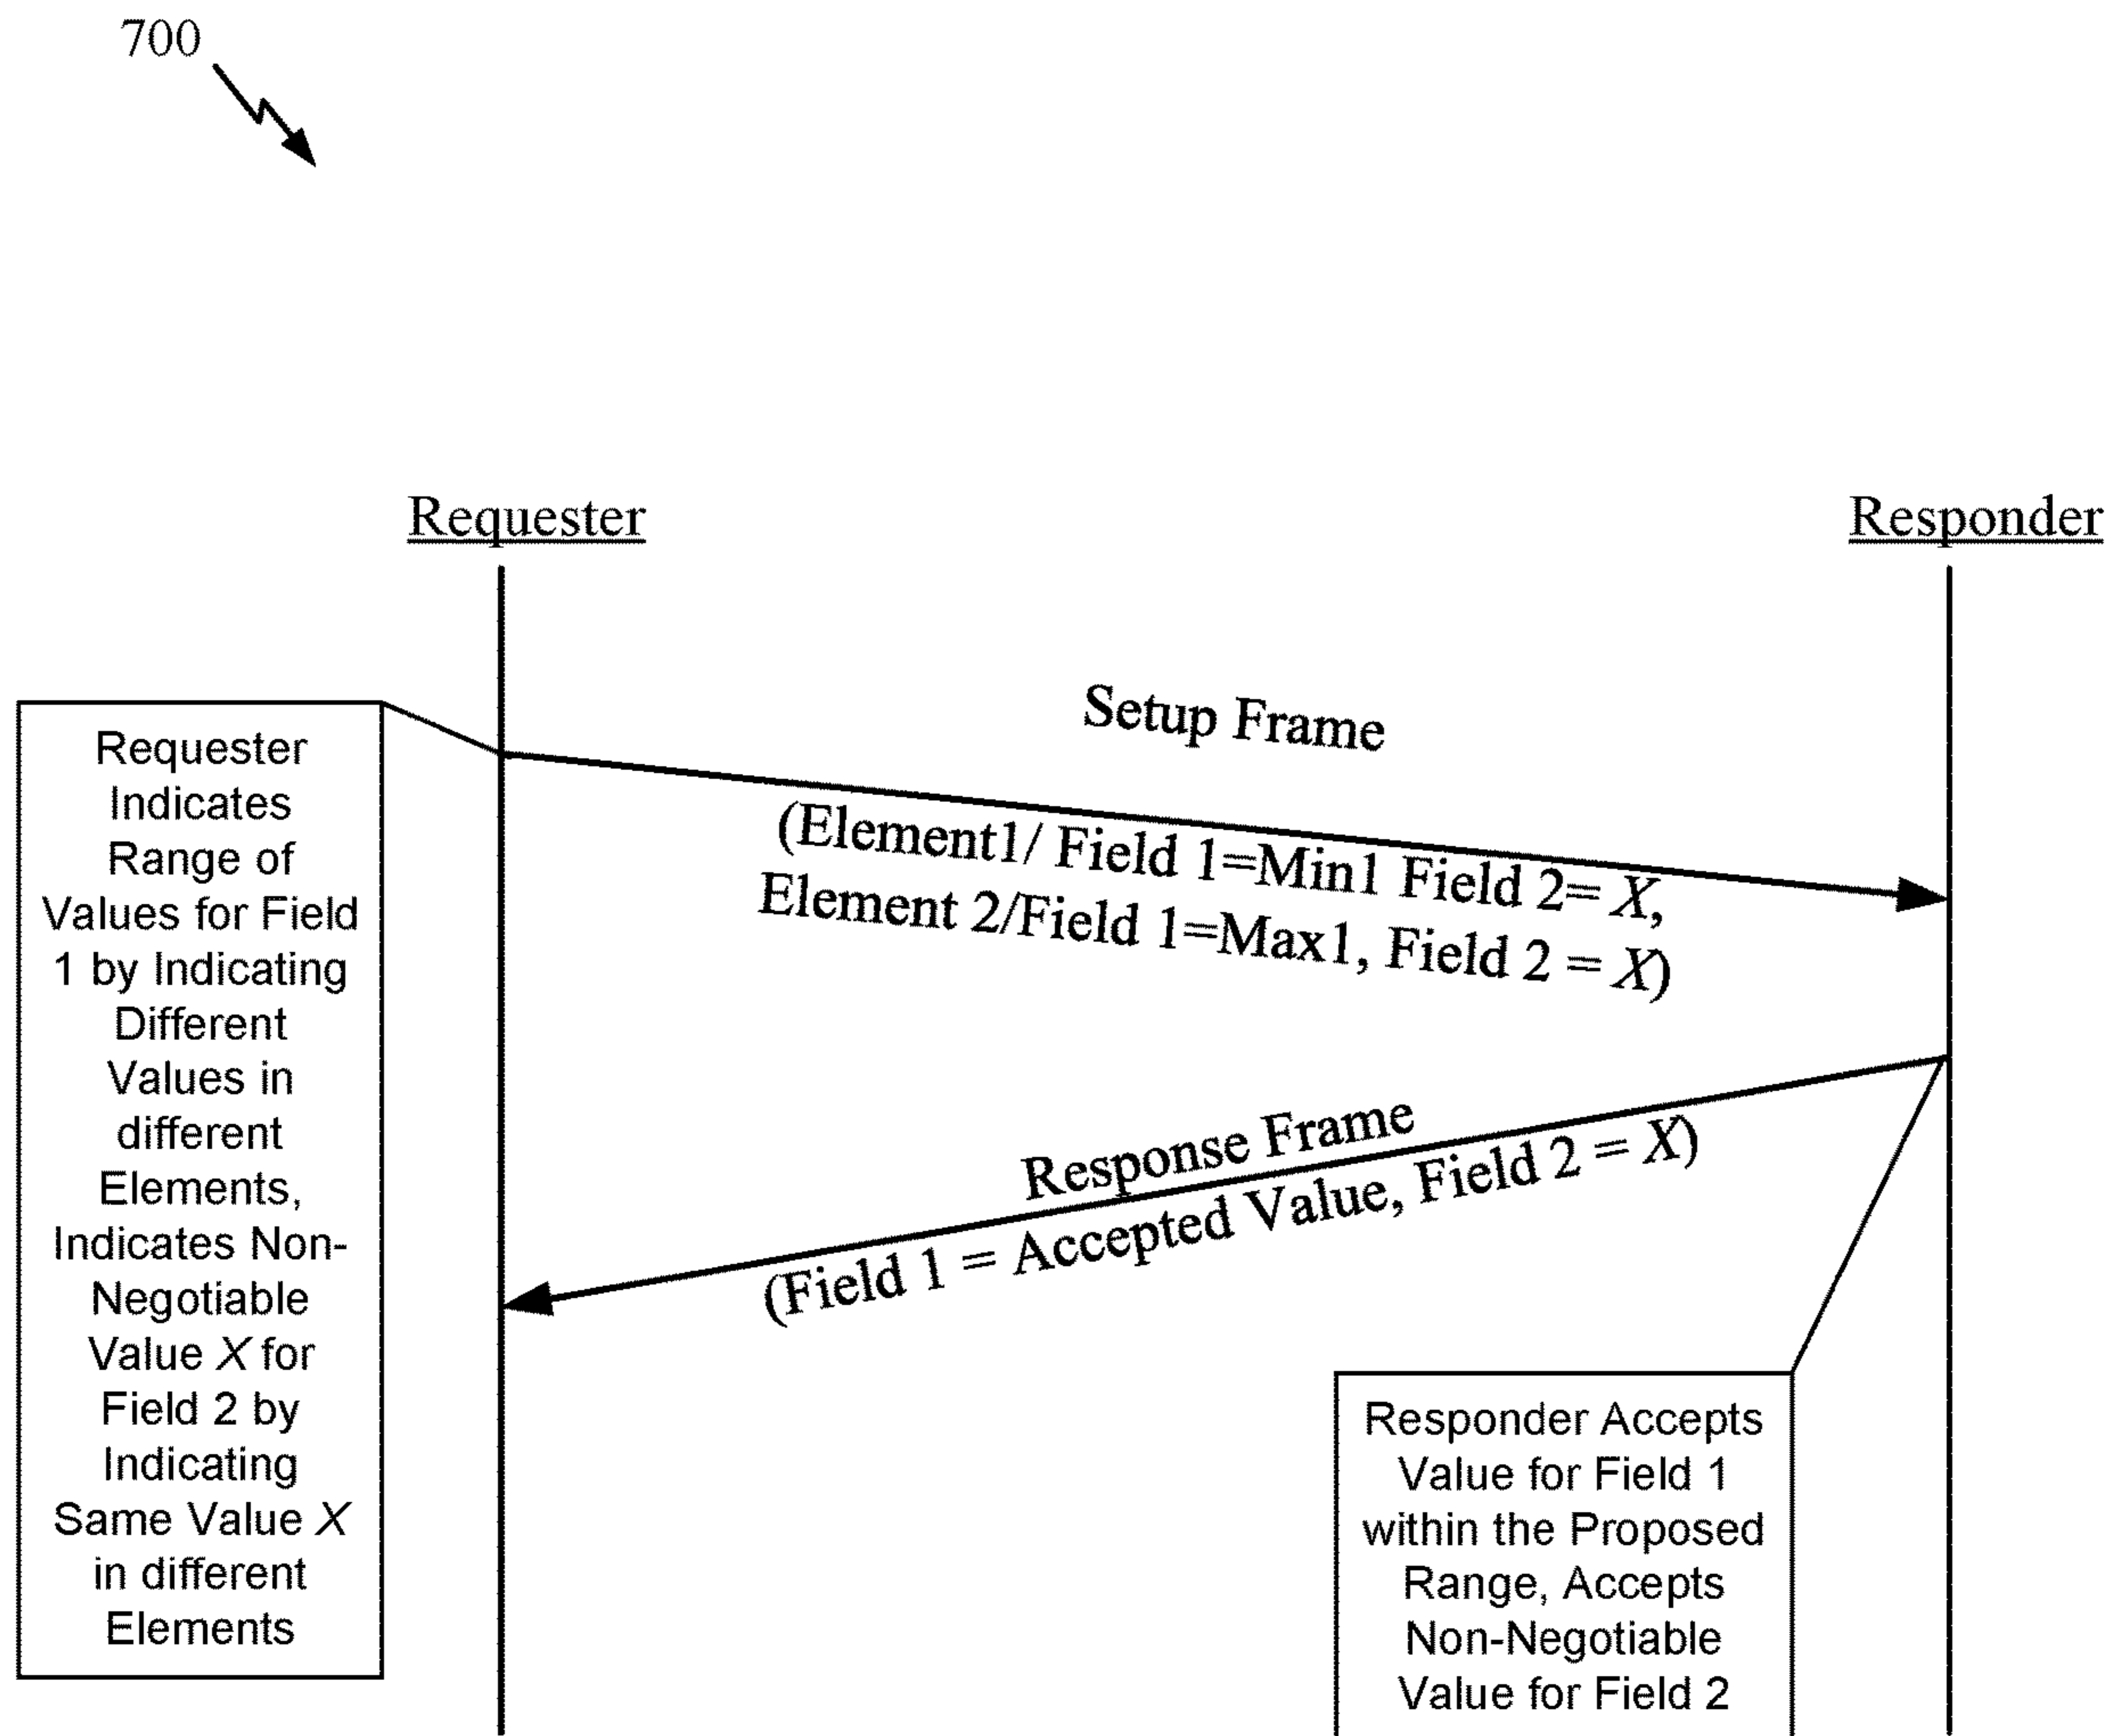 700
Requester
Responder
Setup Frame
(Element1/ Field 1=Min1 Field 2= X,
Element 2/Field 1=Max1, Field 2 = X)
Requester
Indicates
Range of
Values for Field
1 by Indicating
Different
Values in
different
Elements,
Indicates Non-
Negotiable
Value X for
Field 2 by
Indicating
Same Value X
in different
Elements
Response Frame
(Field 1 = Accepted Value, Field 2 = X)
Responder Accepts
Value for Field 1
within the Proposed
Range, Accepts
Non-Negotiable
Value for Field 2